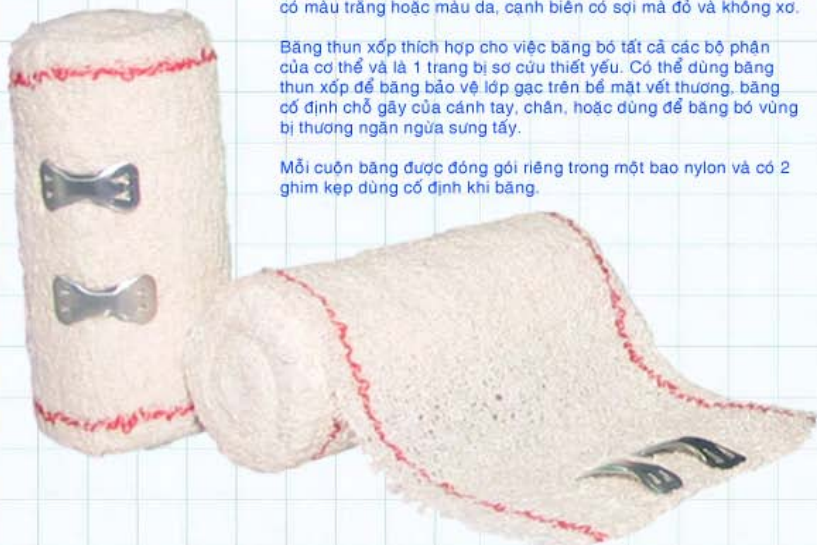 có màu trắng hoặc màu da, cạnh biên có sợi mà đỏ và không xơ.
Băng thun xốp thích hợp cho việc băng bó tất cả các bộ phận
của cơ thể và là 1 trang bị sơ cứu thiết yếu. Có thể dùng băng
thun xốp để băng bảo vệ lớp gạc trên bề mặt vết thương, băng
cố định chỗ gãy của cánh tay, chân, hoặc dùng để băng bó vùng
bị thương ngăn ngừa sưng tấy.
Mỗi cuộn băng được đóng gói riêng trong một bao nylon và có 2
ghim kẹp dùng cố định khi băng.